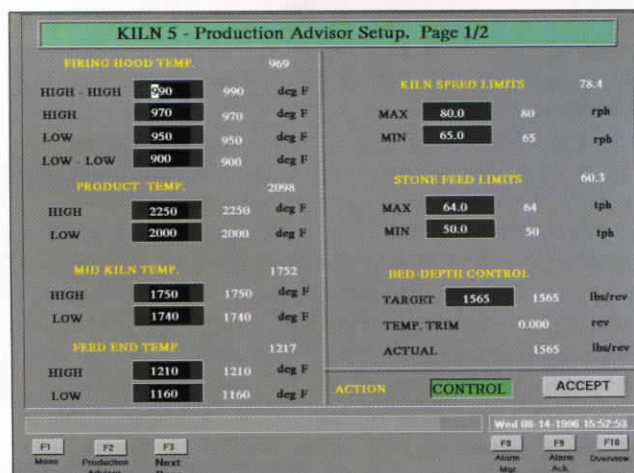 KILN 5 - Production Advisor Setup. Page 1/2
FIRING HOOD TEMP. 969
HIGH - HIGH 990 990 deg F
HIGH 970 970 deg F
LOW 950 950 deg F
LOW - LOW 900 900 deg F
PRODUCT TEMP. 2098
HIGH 2250 2250 deg F
LOW 2000 2000 deg F
MID KILN TEMP. 1752
HIGH 1750 1750 deg F
LOW 1740 1740 deg F
FEED END TEMP 1217
HIGH 1210 1210 deg F
LOW 1160 1160 deg F
KILN SPEED LIMITS 78.4
MAX 80.0 80 rph
MIN 65.0 65 rph
STONE FEED LIMITS 60.3
MAX 64.0 64 tph
MIN 50.0 50 tph
BED-DEPTH CONTROL
TARGET 1565 1565 lbs/rev
TEMP. TRIM 0.000 rev
ACTUAL 1565 lbs/rev
ACTION CONTROL ACCEPT
Wed 08-14-1996 15:52:53
F1 F2 F3 F8 F9 F10
Menu Production Next Alarm Alarm Overview
Mgr. Ack.